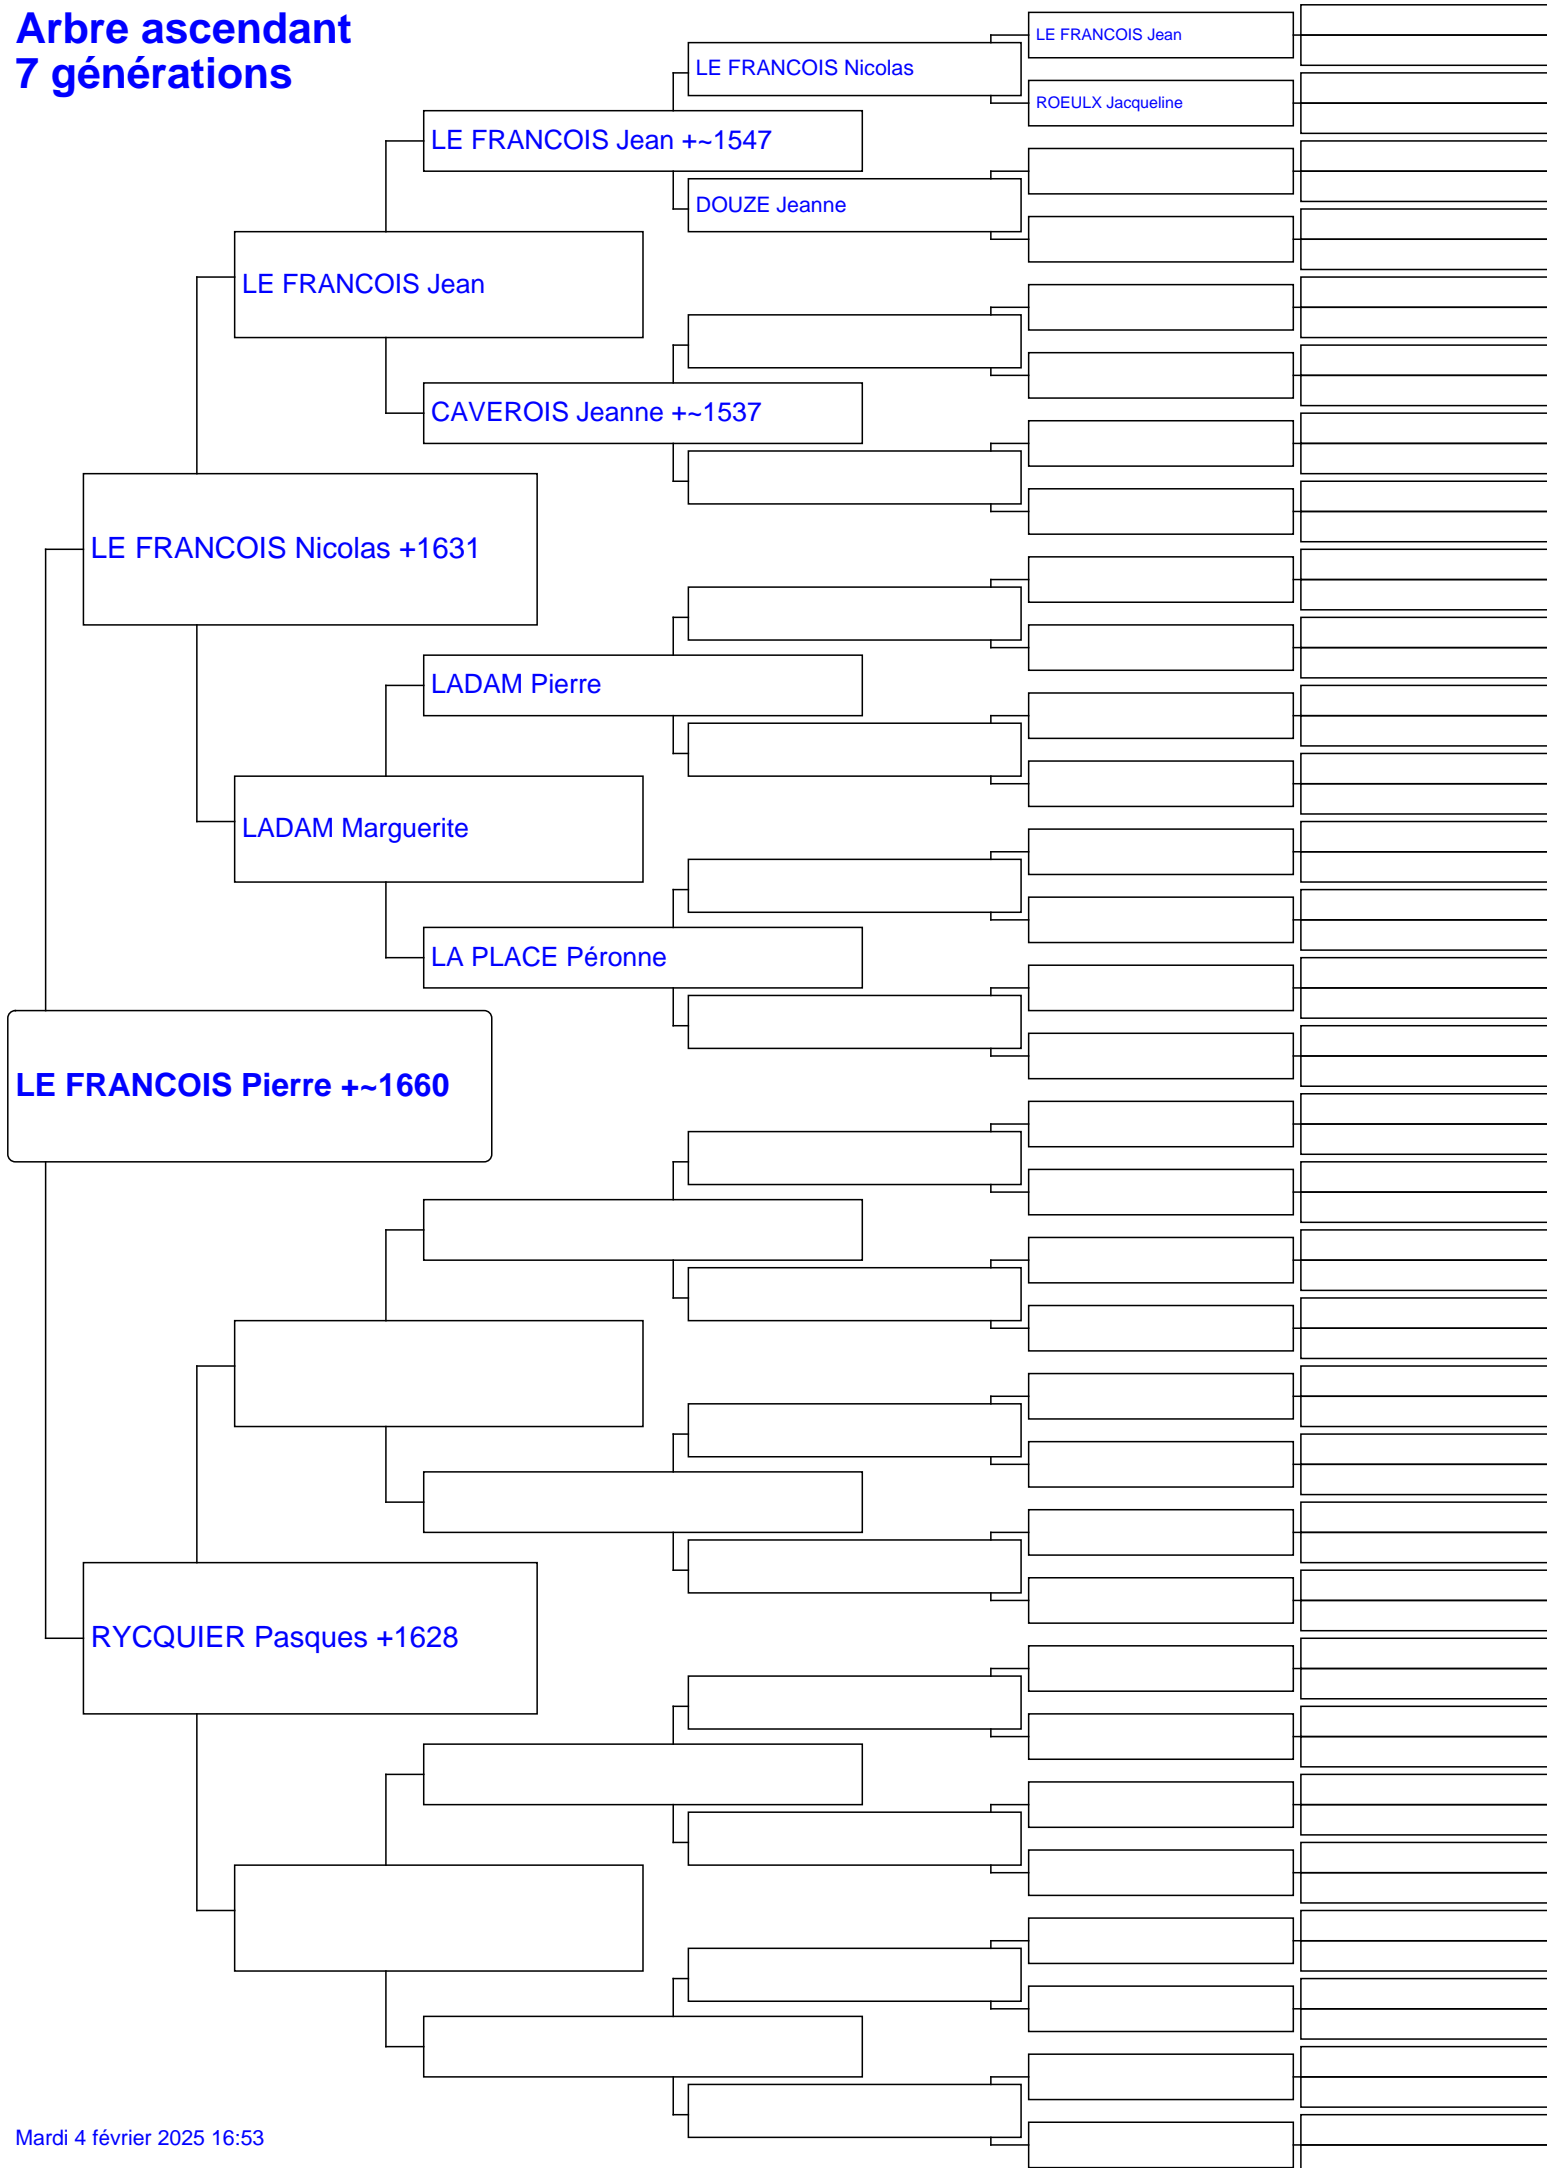 Arbre ascendant
7 générations
LE FRANCOIS Jean
LE FRANCOIS Nicolas
ROEULX Jacqueline
LE FRANCOIS Jean +~1547
DOUZE Jeanne
LE FRANCOIS Jean
CAVEROIS Jeanne +~1537
LE FRANCOIS Nicolas +1631
LADAM Pierre
LADAM Marguerite
LA PLACE Péronne
LE FRANCOIS Pierre +~1660
RYCQUIER Pasques +1628
Mardi 4 février 2025 16:53